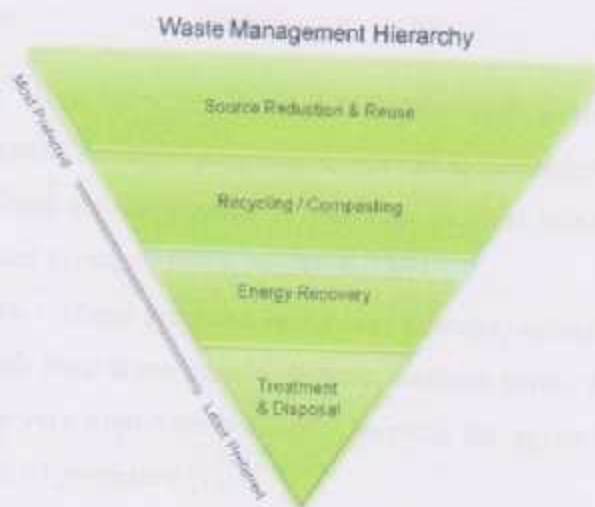 Waste Management Hierarchy
Most Preferred
Source Reduction & Reuse
Recycling / Composting
Energy Recovery
Treatment
& Disposal
Least Preferred